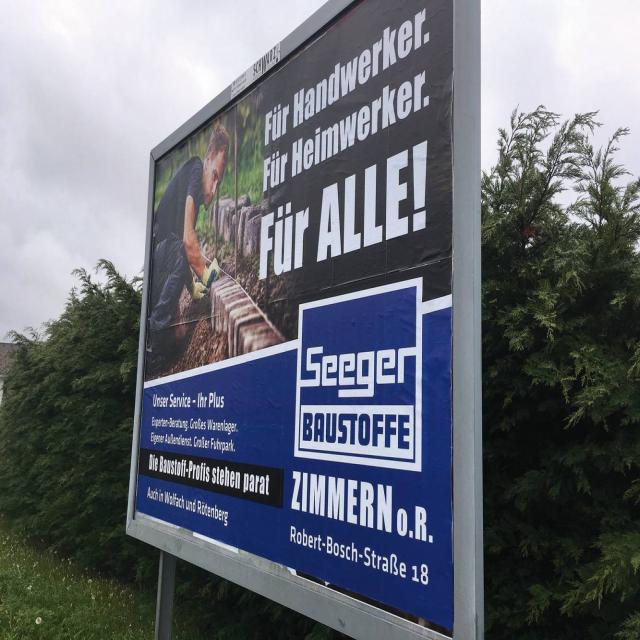 Für Handwerker.
Für Heimwerker.
Für ALLE!
Seeger
BAUSTOFFE
Unser Service - Ihr Plus
Experten-Beratung. Großes Warenlager.
Eigener Außendienst. Großer Fuhrpark.
Die Baustoff-Profis stehen parat
Auch in Wolfach und Rötenberg
ZIMMERN o.R.
Robert-Bosch-Straße 18